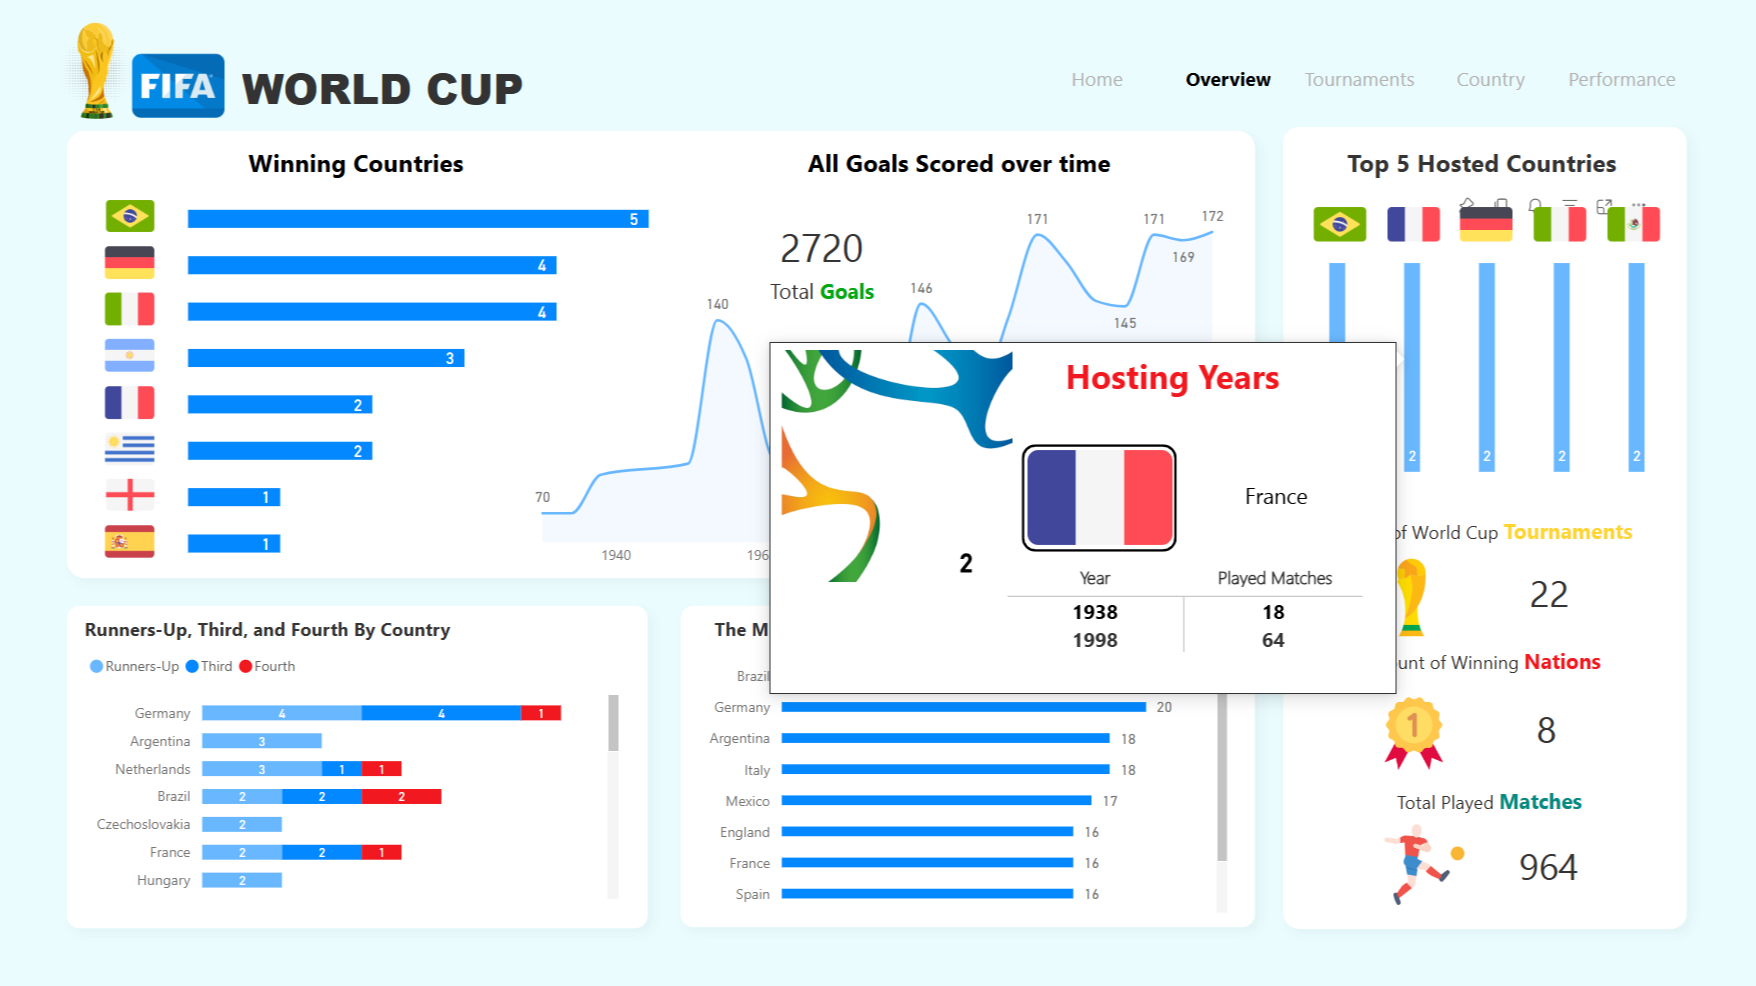 FIFA
WORLD CUP
Home
Overview
Tournaments
Country
Performance
Winning Countries
5
4
4
3
2
2
1
1
All Goals Scored over time
2720
Total Goals
70
140
146
171
145
171
169
172
1940
196
Top 5 Hosted Countries
2
2
2
2
Hosting Years
France
2
Year Played Matches
1938 18
1998 64
of World Cup Tournaments
22
unt of Winning Nations
1
8
Total Played Matches
964
Runners-Up, Third, and Fourth By Country
Runners-Up Third Fourth
Germany 4 4 1
Argentina 3
Netherlands 3 1 1
Brazil 2 2 2
Czechoslovakia 2
France 2 2 1
Hungary 2
The M
Brazil
Germany 20
Argentina 18
Italy 18
Mexico 17
England 16
France 16
Spain 16